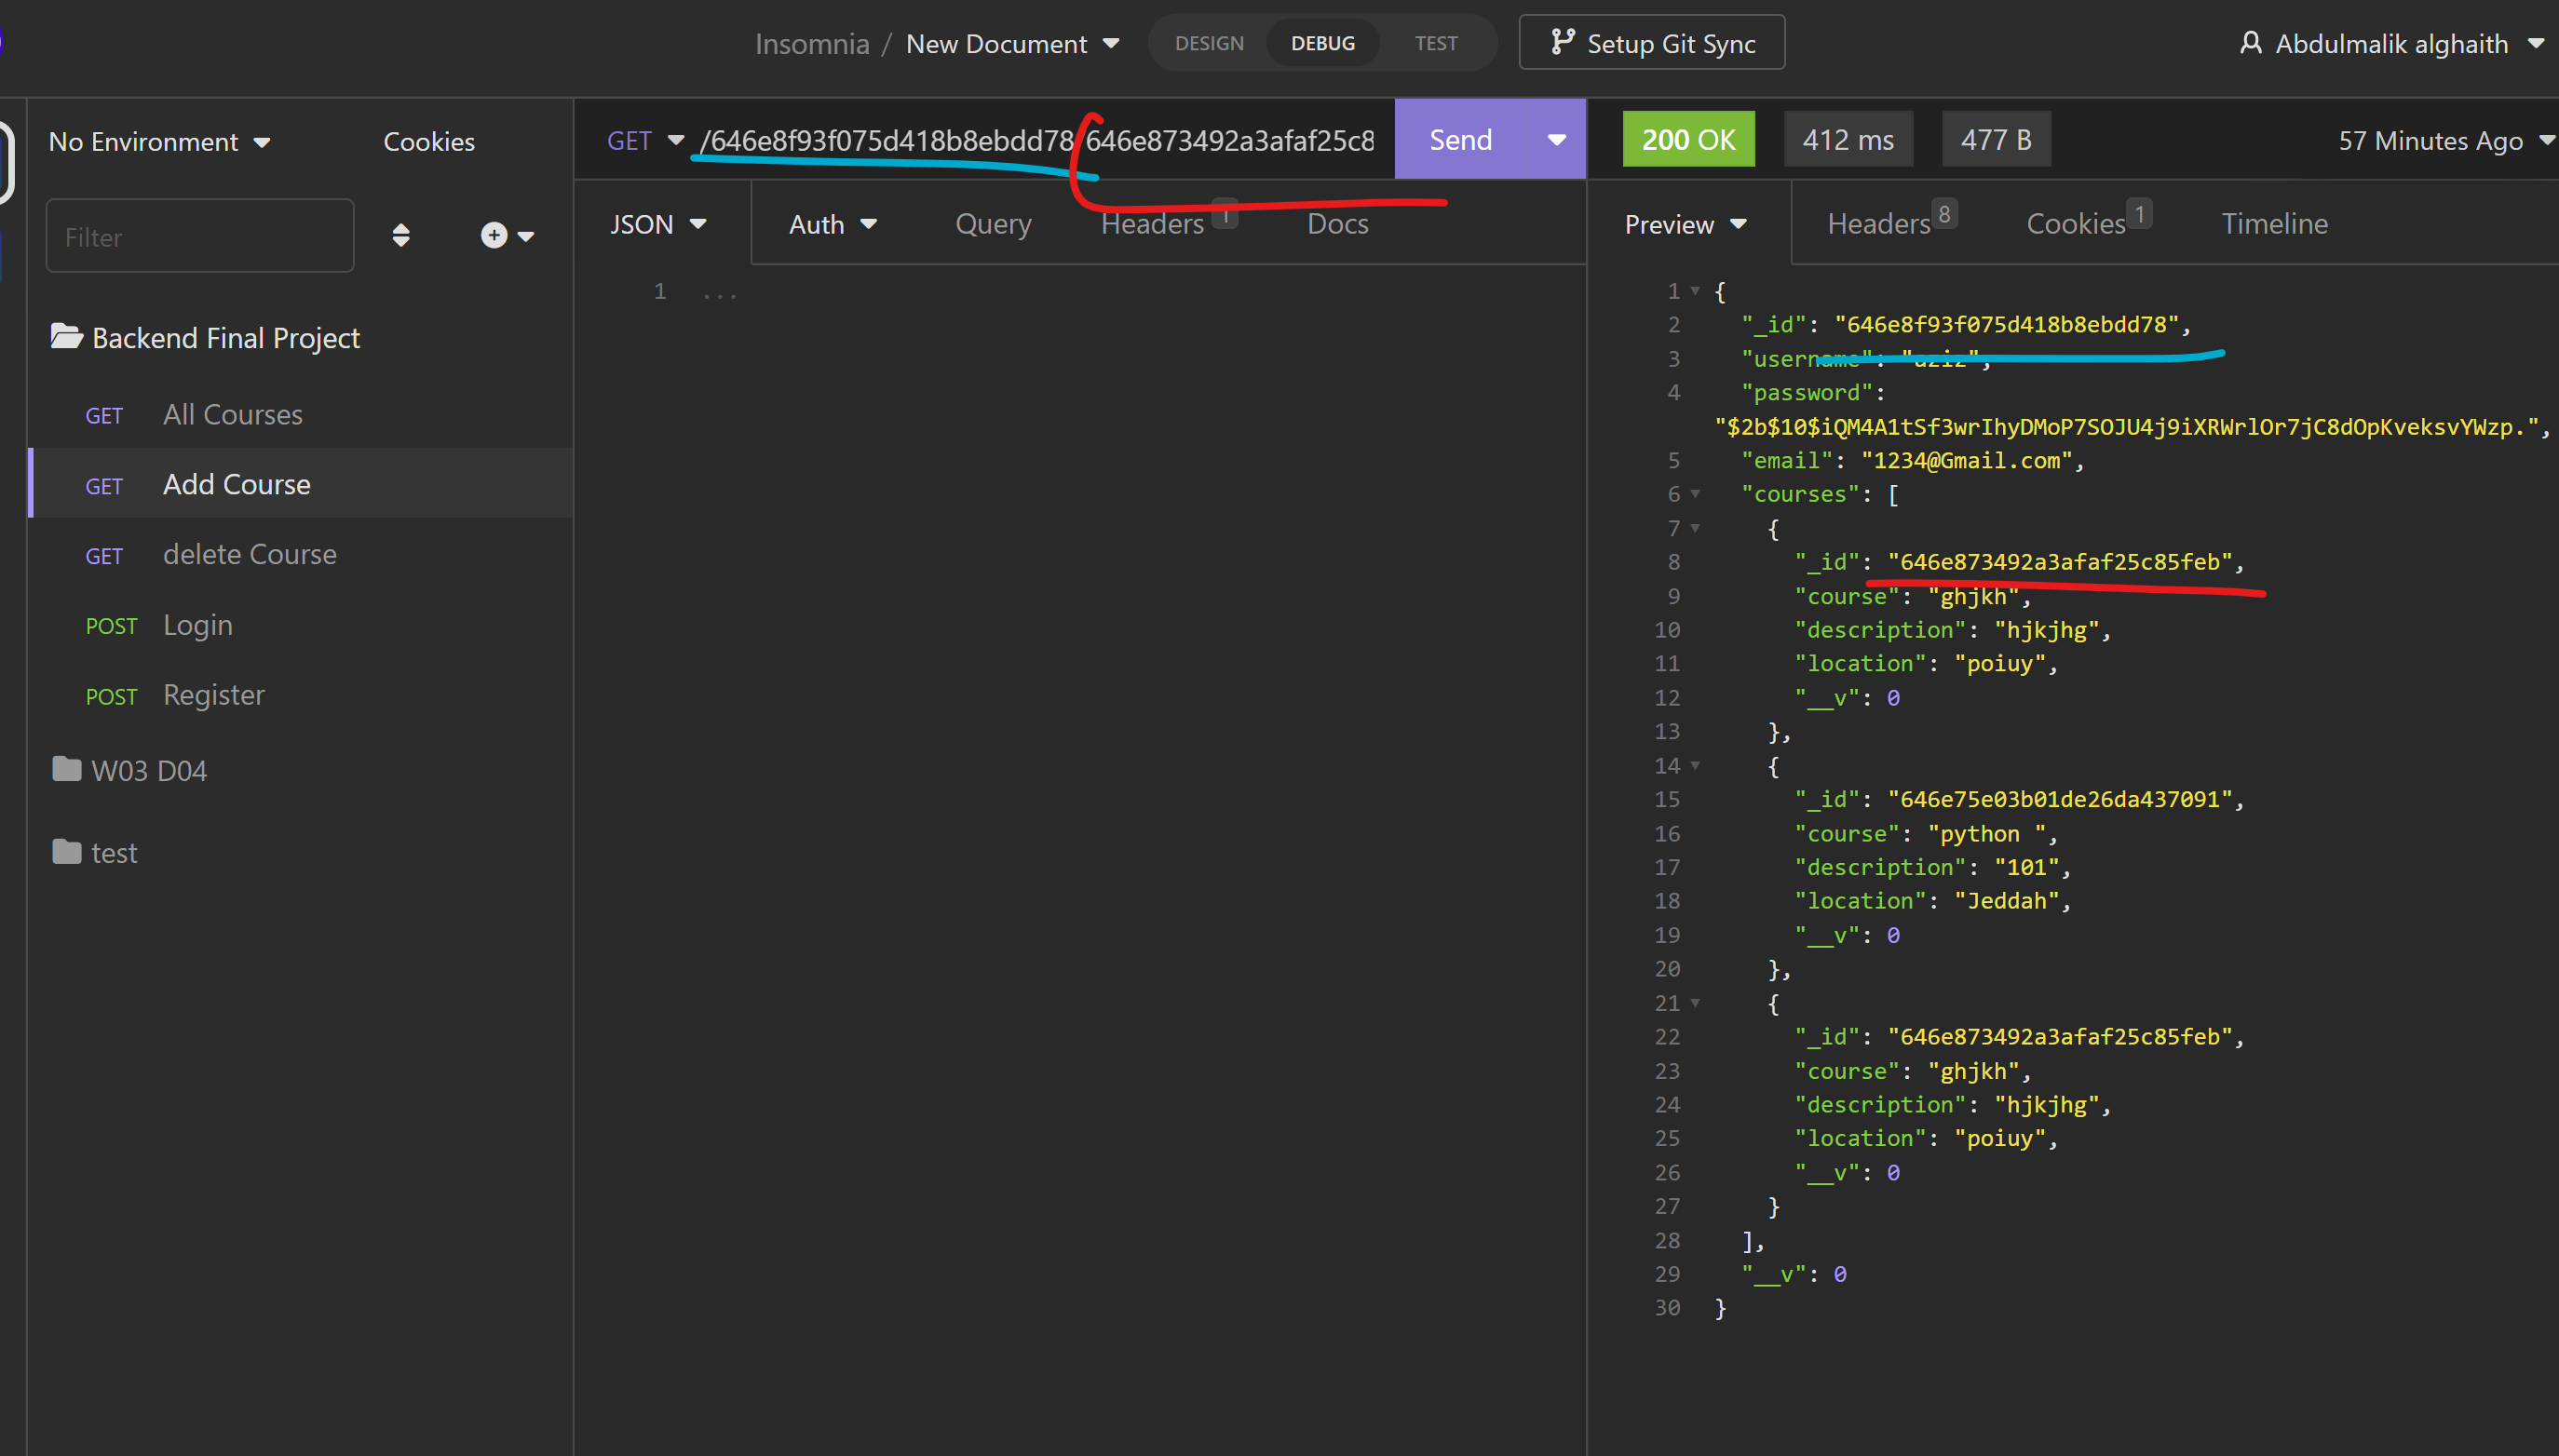 Insomnia / New Document DESIGN DEBUG TEST Setup Git Sync Abdulmalik alghaith
No Environment Cookies
Filter
Backend Final Project
GET All Courses
GET Add Course
GET delete Course
POST Login
POST Register
W03 D04
test
GET /646e8f93f075d418b8ebdd78/646e873492a3afaf25c8 Send
JSON Auth Query Headers 1 Docs
1 ...
200 OK 412 ms 477 B 57 Minutes Ago
Preview Headers 8 Cookies 1 Timeline
1 {
2 "_id": "646e8f93f075d418b8ebdd78",
3 "username": "aziz",
4 "password":
"$2b$10$iQM4A1tSf3wrIhyDMoP7SOJU4j9iXRWrlOr7jC8dOpKveksvYWzp.",
5 "email": "1234@Gmail.com",
6 "courses": [
7 {
8 "_id": "646e873492a3afaf25c85feb",
9 "course": "ghjkh",
10 "description": "hjkjhg",
11 "location": "poiuy",
12 "__v": 0
13 },
14 {
15 "_id": "646e75e03b01de26da437091",
16 "course": "python ",
17 "description": "101",
18 "location": "Jeddah",
19 "__v": 0
20 },
21 {
22 "_id": "646e873492a3afaf25c85feb",
23 "course": "ghjkh",
24 "description": "hjkjhg",
25 "location": "poiuy",
26 "__v": 0
27 }
28 ],
29 "__v": 0
30 }